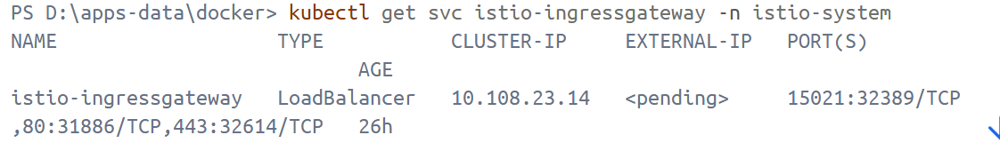 PS D:\apps-data\docker> kubectl get svc istio-ingressgateway -n istio-system
NAME TYPE CLUSTER-IP EXTERNAL-IP PORT(S)
AGE
istio-ingressgateway LoadBalancer 10.108.23.14 <pending> 15021:32389/TCP
,80:31886/TCP,443:32614/TCP 26h